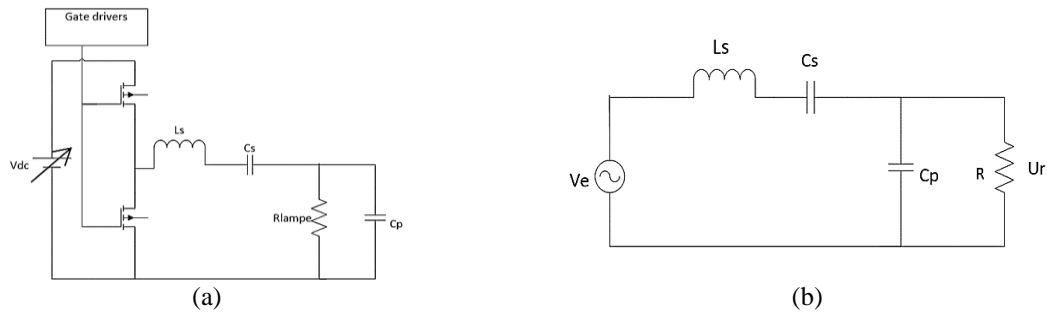 Gate drivers
Vdc
Ls
Cs
Rlampe
Cp
(a)
Ls
Cs
Ve
Cp
R
Ur
(b)